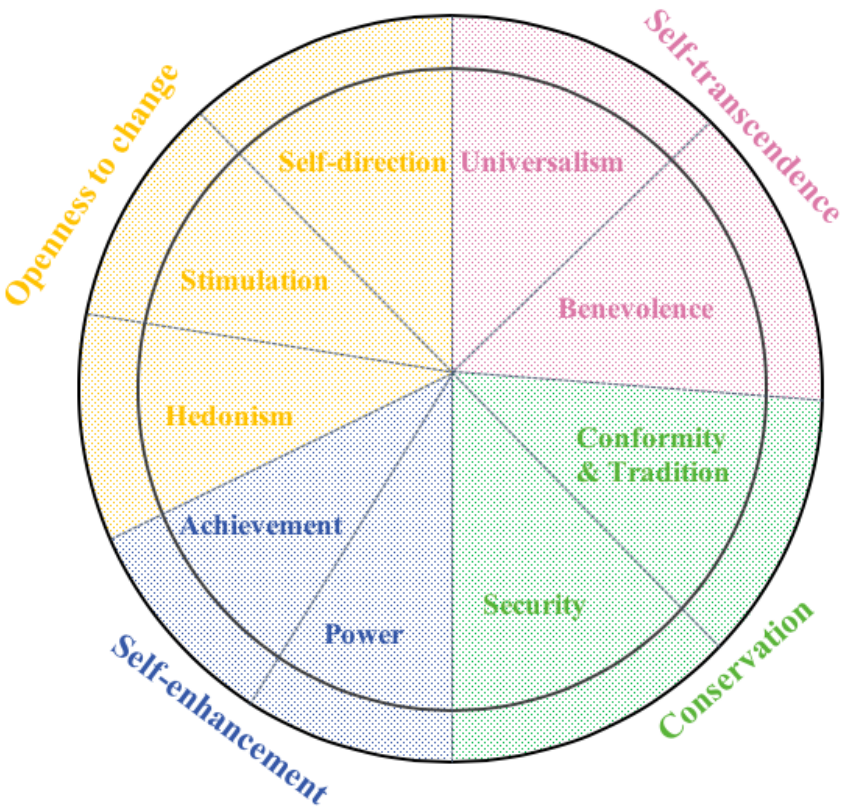 Self-transcendence
Openness to change
Self-direction
Universalism
Stimulation
Benevolence
Hedonism
Conformity
& Tradition
Achievement
Security
Power
Self-enhancement
Conservation